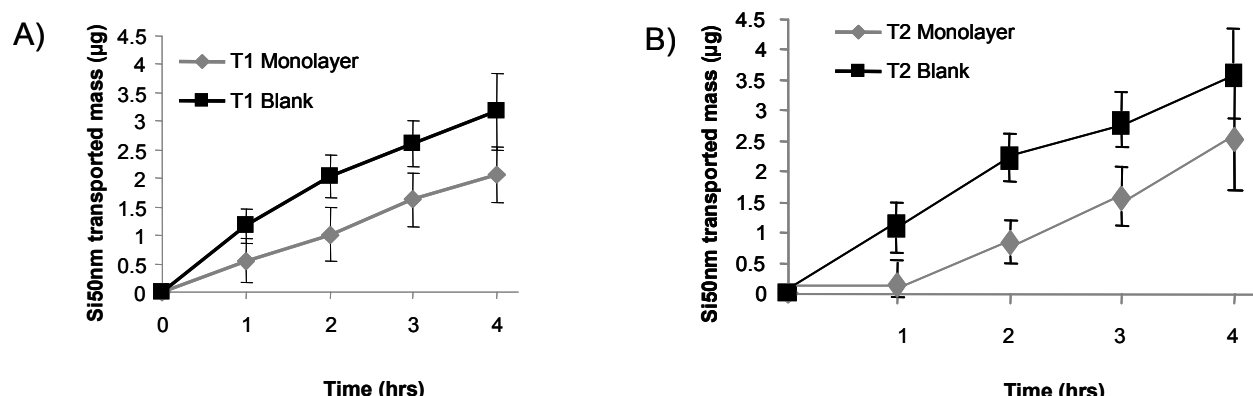 A)
Si50nm transported mass (µg)
4.5
4
3.5
3
2.5
2
1.5
1
0.5
0
T1 Monolayer
T1 Blank
0 1 2 3 4
Time (hrs)
B)
Si50nm transported mass (µg)
4.5
4
3.5
3
2.5
2
1.5
1
0.5
0
T2 Monolayer
T2 Blank
1 2 3 4
Time (hrs)